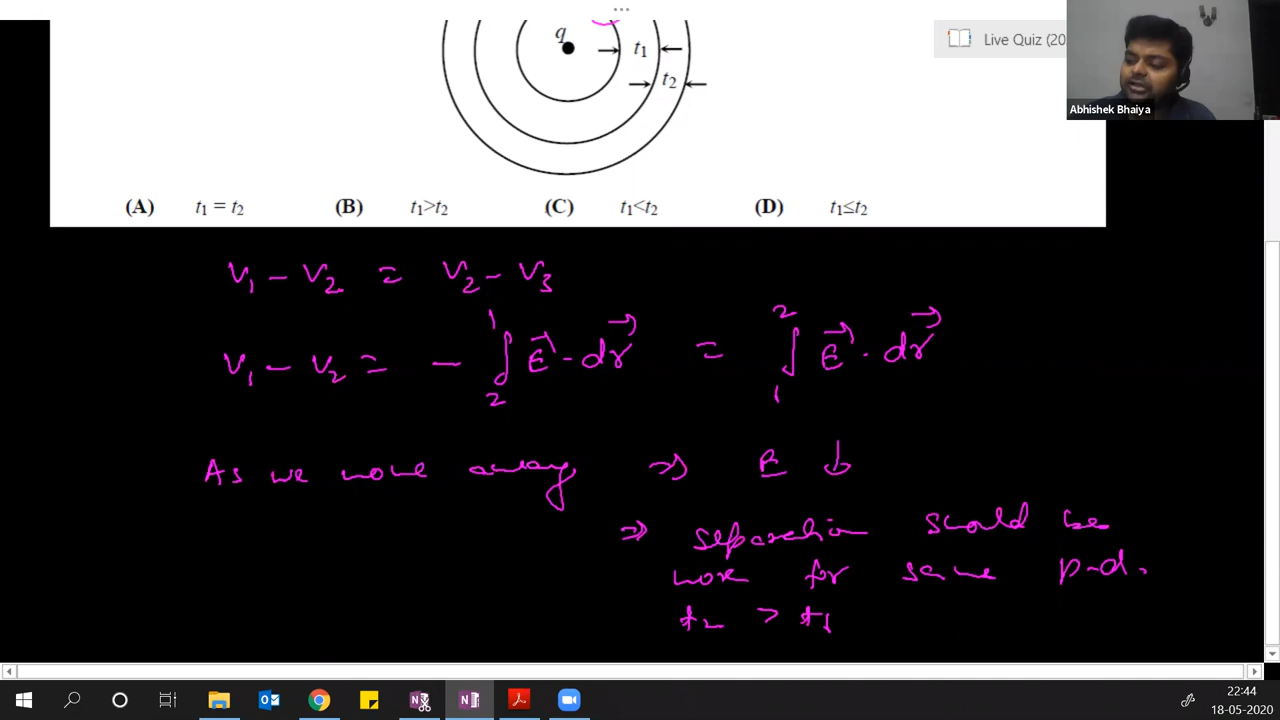 q
t₁
t₂
Live Quiz (20
Abhishek Bhaiya
(A) t₁ = t₂ (B) t₁>t₂ (C) t₁<t₂ (D) t₁≤t₂
V₁ - V₂ = V₂ - V₃
V₁ - V₂ = - ∫₂¹ E⃗ · dr⃗ = ∫₁² E⃗ · dr⃗
As we move away ⇒ E ↓
⇒ separation should be
more for same p.d.
t₂ > t₁
22:44
18-05-2020